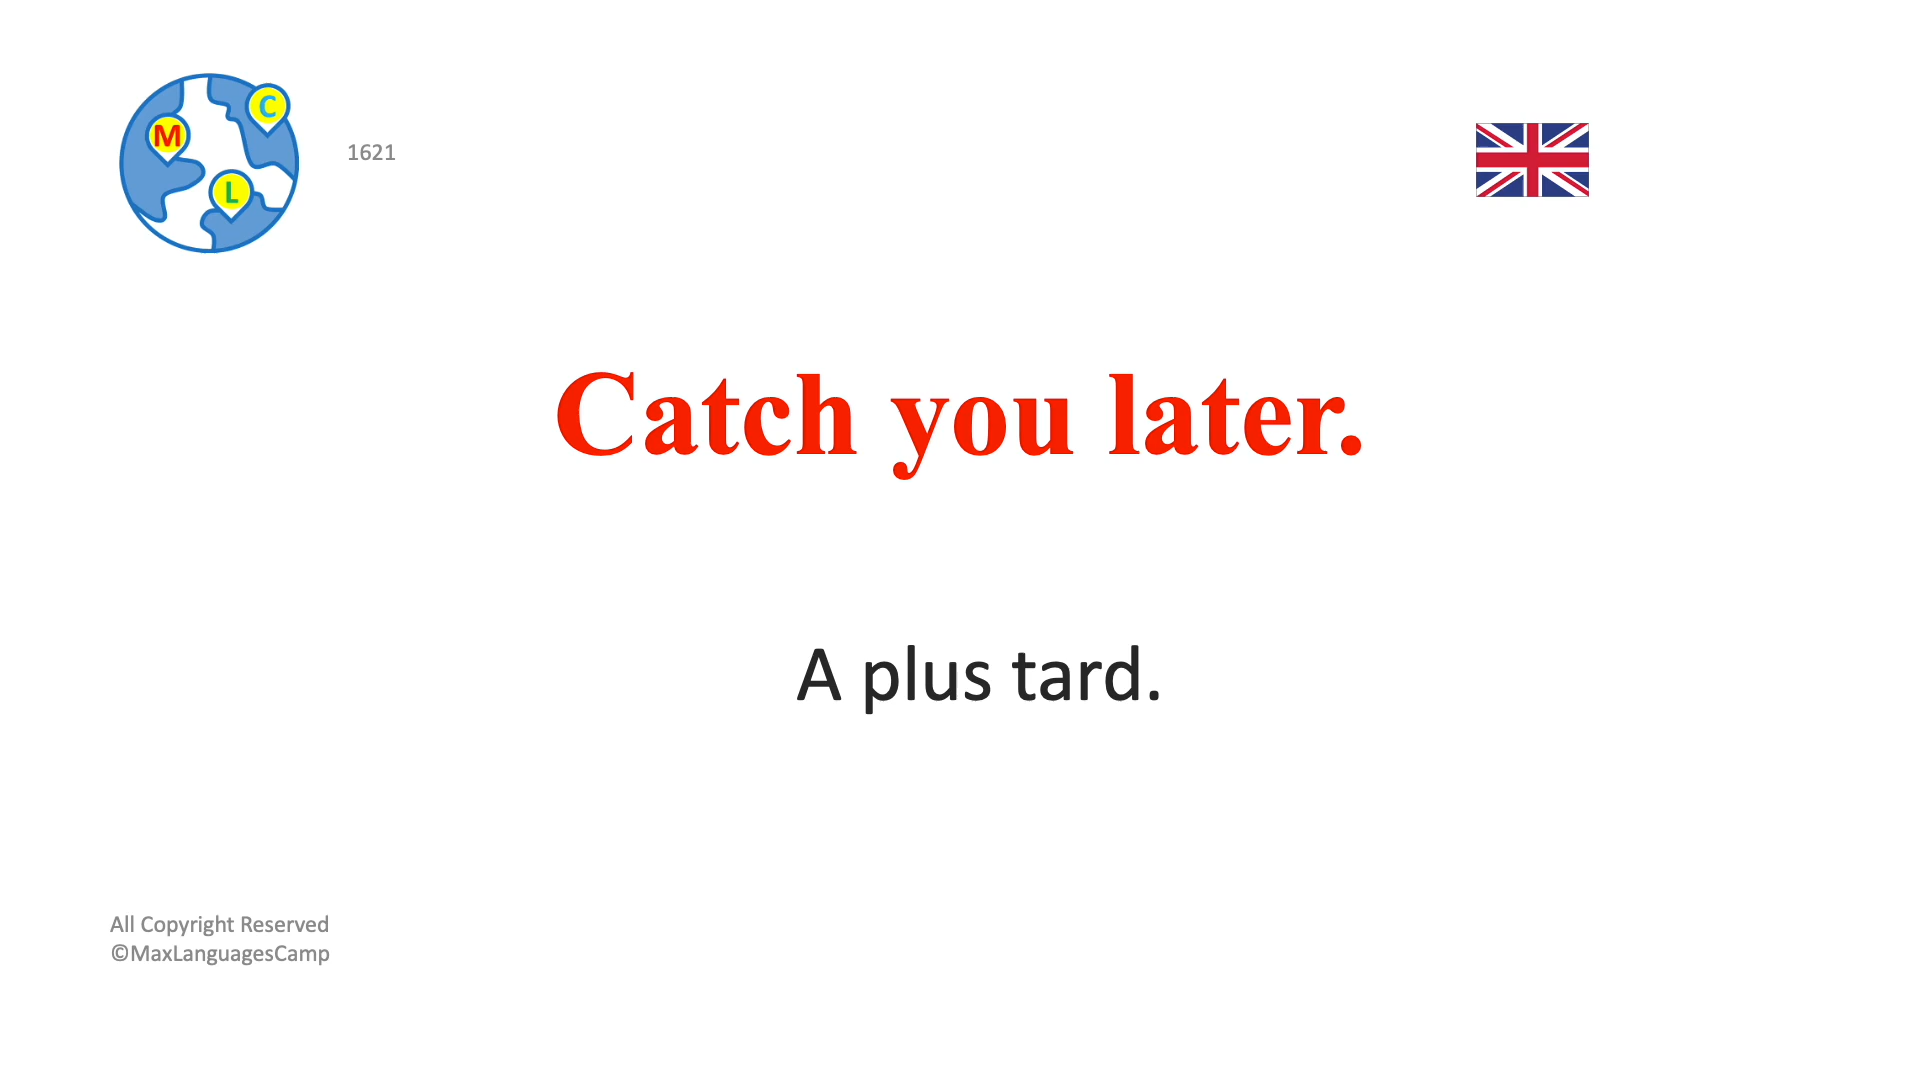 C
M
1621
L
Catch you later.
A plus tard.
All Copyright Reserved
©MaxLanguagesCamp